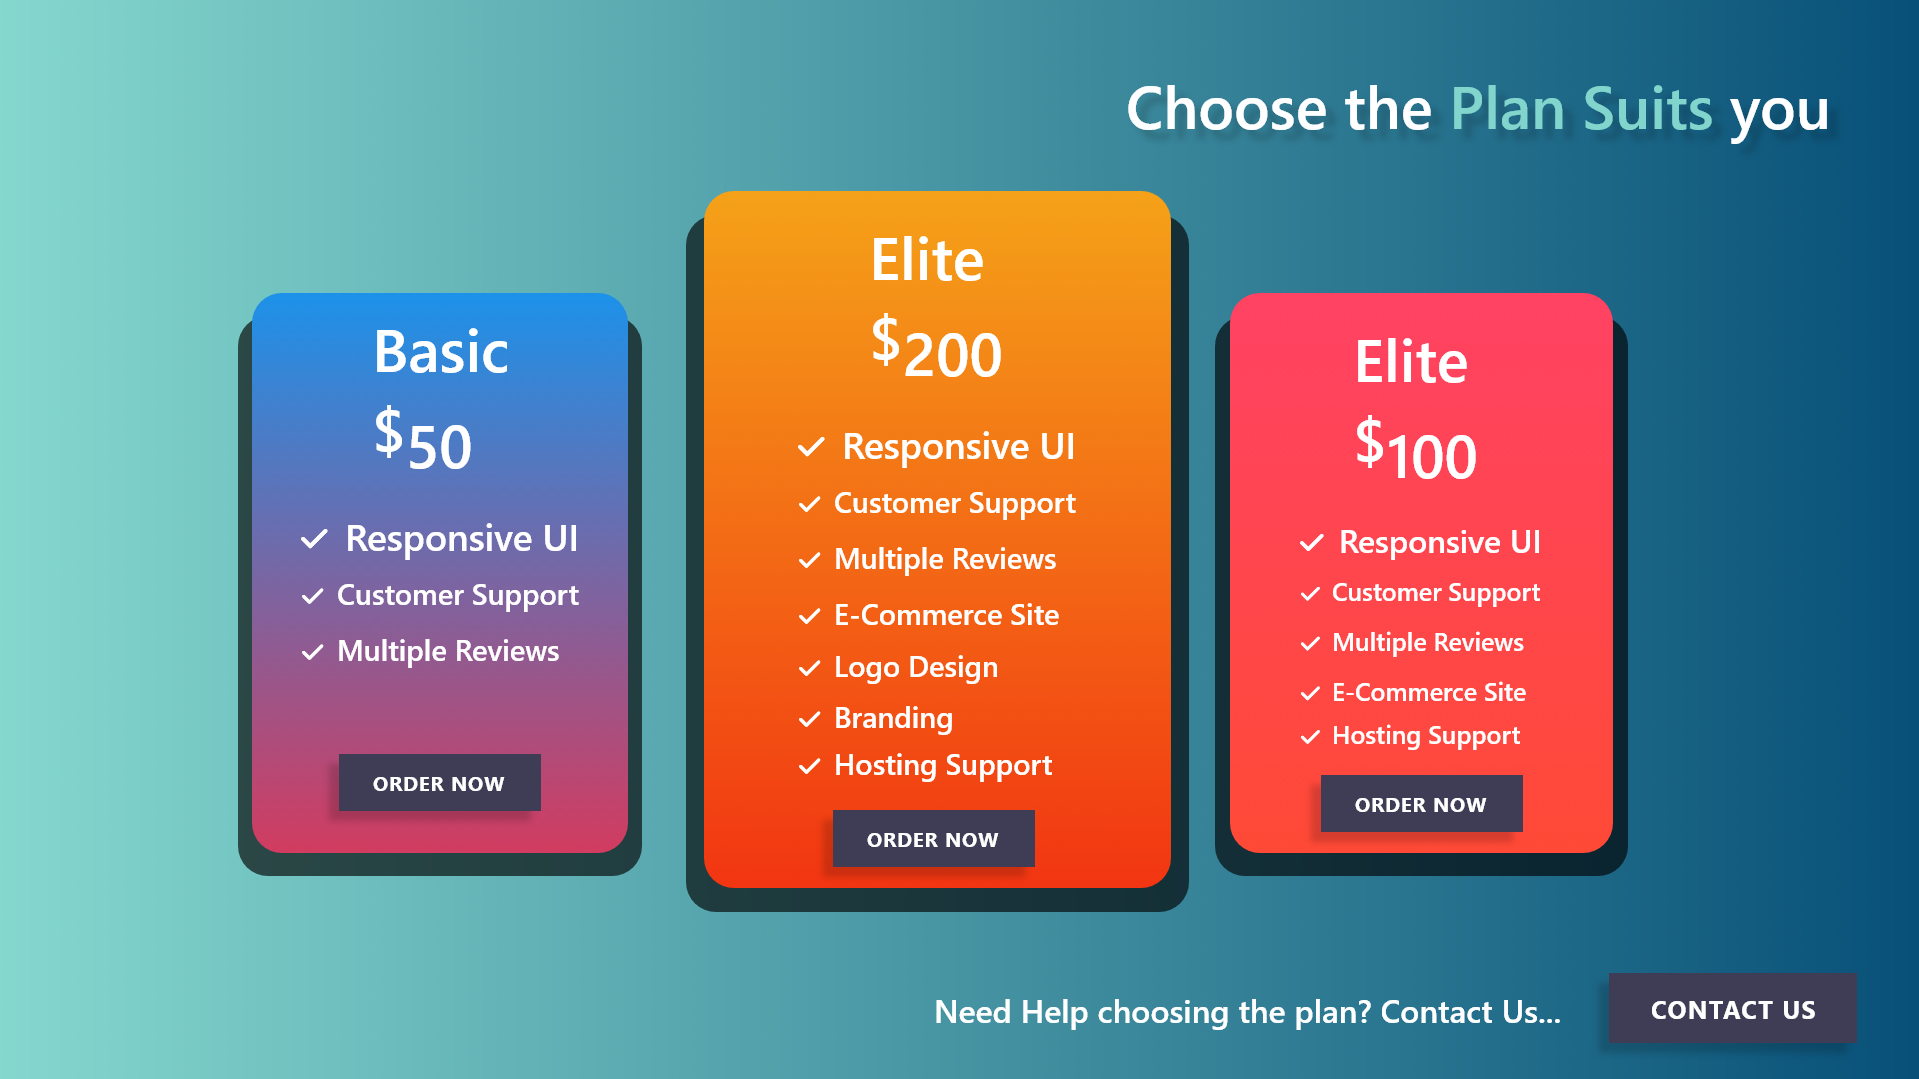 Choose the Plan Suits you
Basic
$50
Responsive UI
Customer Support
Multiple Reviews
ORDER NOW
Elite
$200
Responsive UI
Customer Support
Multiple Reviews
E-Commerce Site
Logo Design
Branding
Hosting Support
ORDER NOW
Elite
$100
Responsive UI
Customer Support
Multiple Reviews
E-Commerce Site
Hosting Support
ORDER NOW
Need Help choosing the plan? Contact Us...
CONTACT US